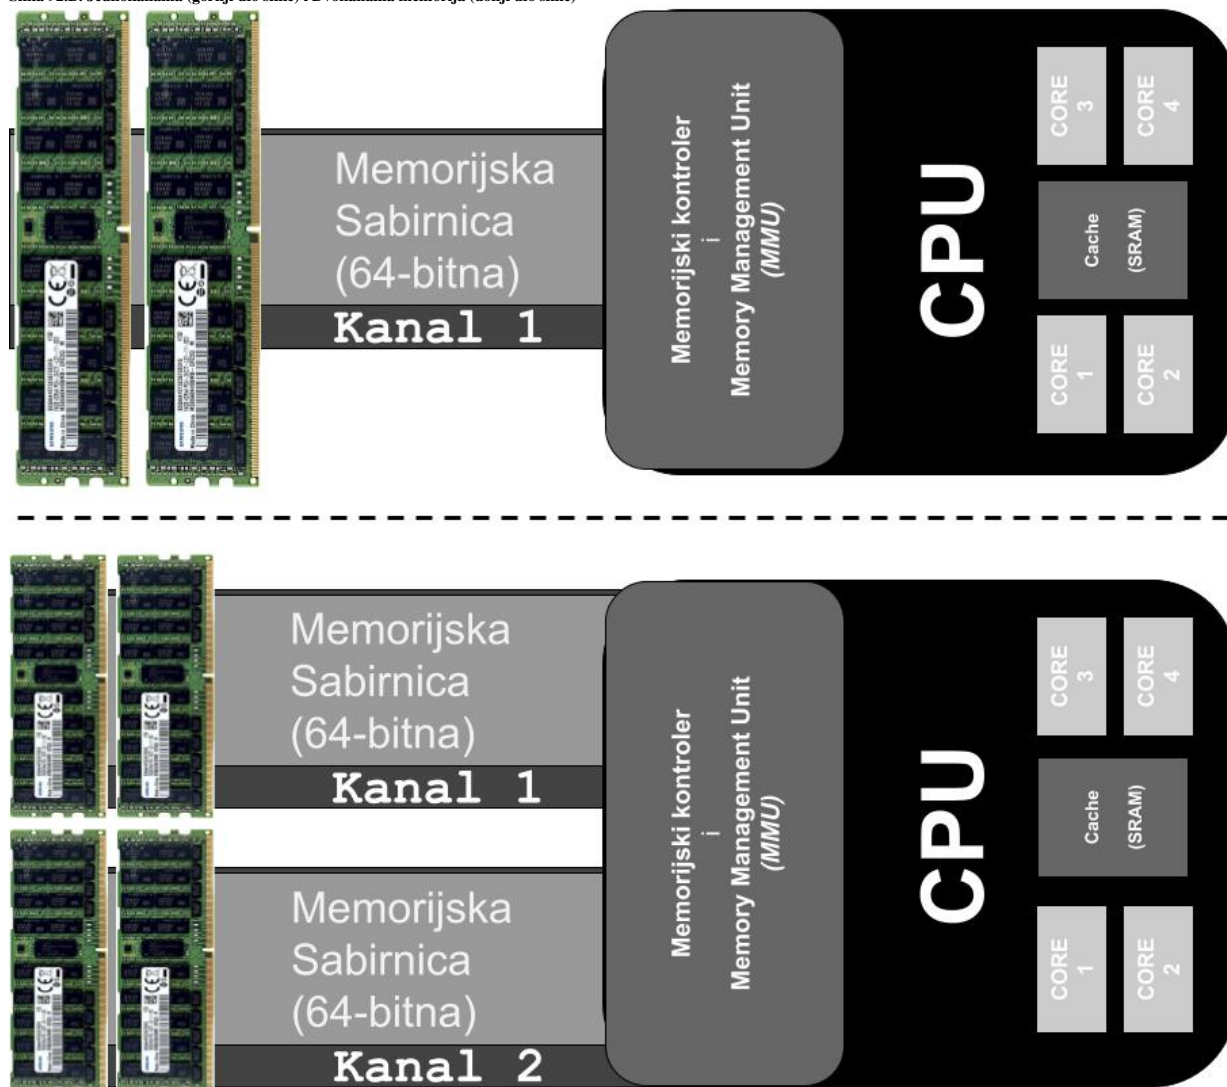 Memorijska
Sabirnica
(64-bitna)
Kanal 1
Memorijski kontroler
i
Memory Management Unit
(MMU)
CPU
CORE
3
CORE
4
Cache
(SRAM)
CORE
1
CORE
2
Memorijska
Sabirnica
(64-bitna)
Kanal 1
Memorijska
Sabirnica
(64-bitna)
Kanal 2
Memorijski kontroler
i
Memory Management Unit
(MMU)
CPU
CORE
3
CORE
4
Cache
(SRAM)
CORE
1
CORE
2